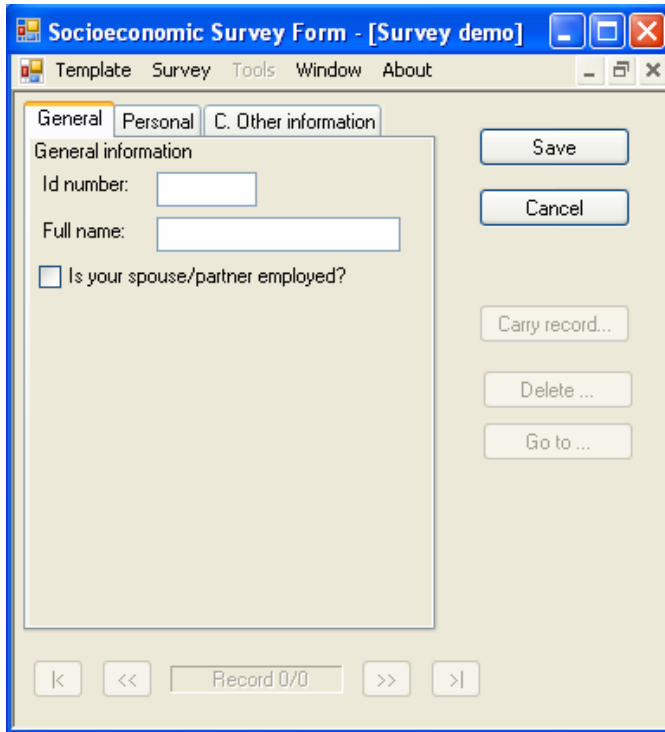 Socioeconomic Survey Form - [Survey demo]
Template Survey Tools Window About
General Personal C. Other information
General information
Id number:
Full name:
Is your spouse/partner employed?
Save
Cancel
Carry record...
Delete ...
Go to ...
|< << Record 0/0 >> >|